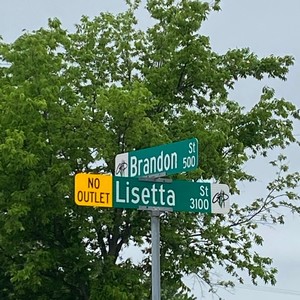 Brandon St
500
NO
OUTLET
Lisetta St
3100